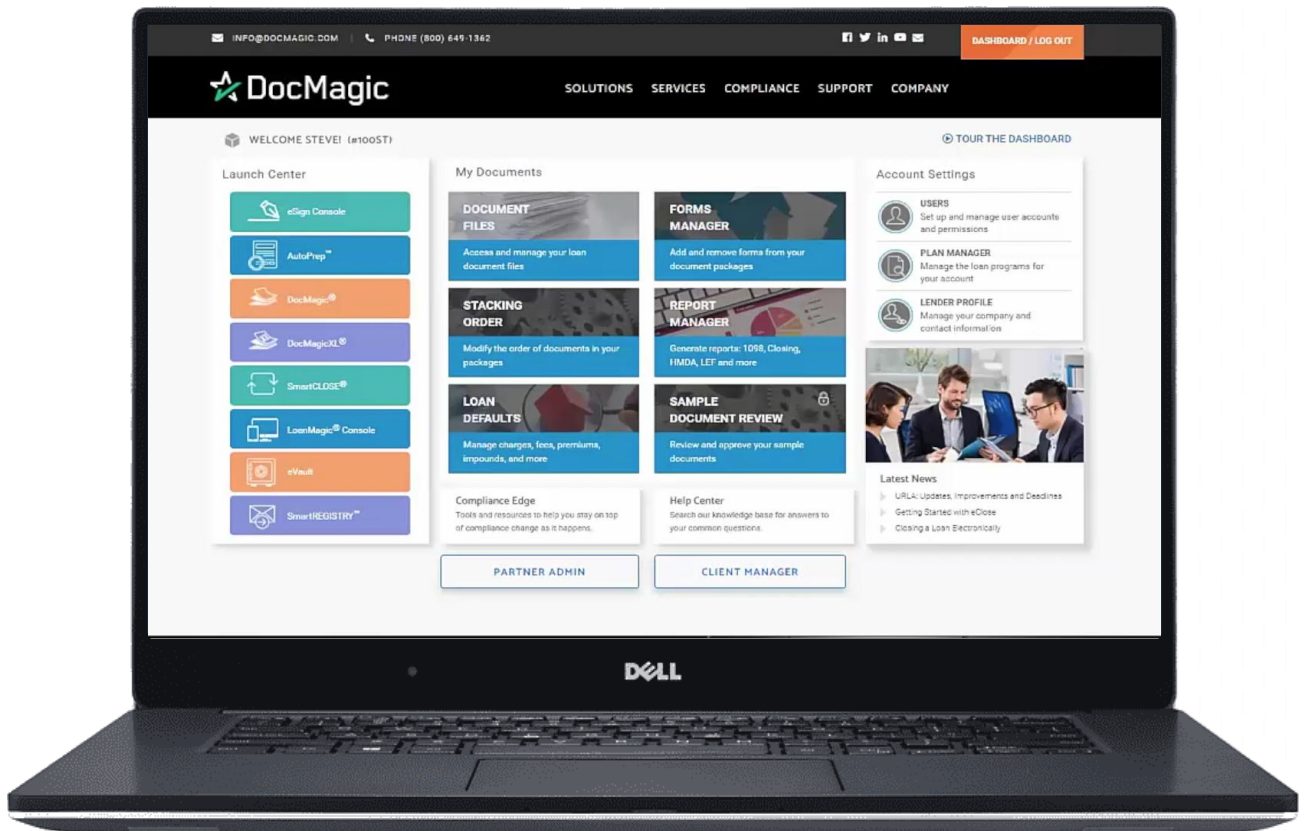 INFO@DOCMAGIC.COM | PHONE (800) 649-1362
DASHBOARD / LOG OUT
DocMagic
SOLUTIONS SERVICES COMPLIANCE SUPPORT COMPANY
WELCOME STEVE! (#100ST)
TOUR THE DASHBOARD
Launch Center
eSign Console
AutoPrep™
DocMagic®
DocMagicXL®
SmartCLOSE®
LoanMagic® Console
eVault
SmartREGISTRY™
My Documents
DOCUMENT
FILES
Access and manage your loan
document files
FORMS
MANAGER
Add and remove forms from your
document packages
STACKING
ORDER
Modify the order of documents in your
packages
REPORT
MANAGER
Generate reports: 1098, Closing,
HMDA, LEF and more
LOAN
DEFAULTS
Manage charges, fees, premiums,
impounds, and more
SAMPLE
DOCUMENT REVIEW
Review and approve your sample
documents
Compliance Edge
Tools and resources to help you stay on top
of compliance change as it happens.
Help Center
Search our knowledge base for answers to
your common questions.
PARTNER ADMIN
CLIENT MANAGER
Account Settings
USERS
Set up and manage user accounts
and permissions
PLAN MANAGER
Manage the loan programs for
your account
LENDER PROFILE
Manage your company and
contact information
Latest News
URLA: Updates, Improvements and Deadlines
Getting Started with eClose
Closing a Loan Electronically
DELL